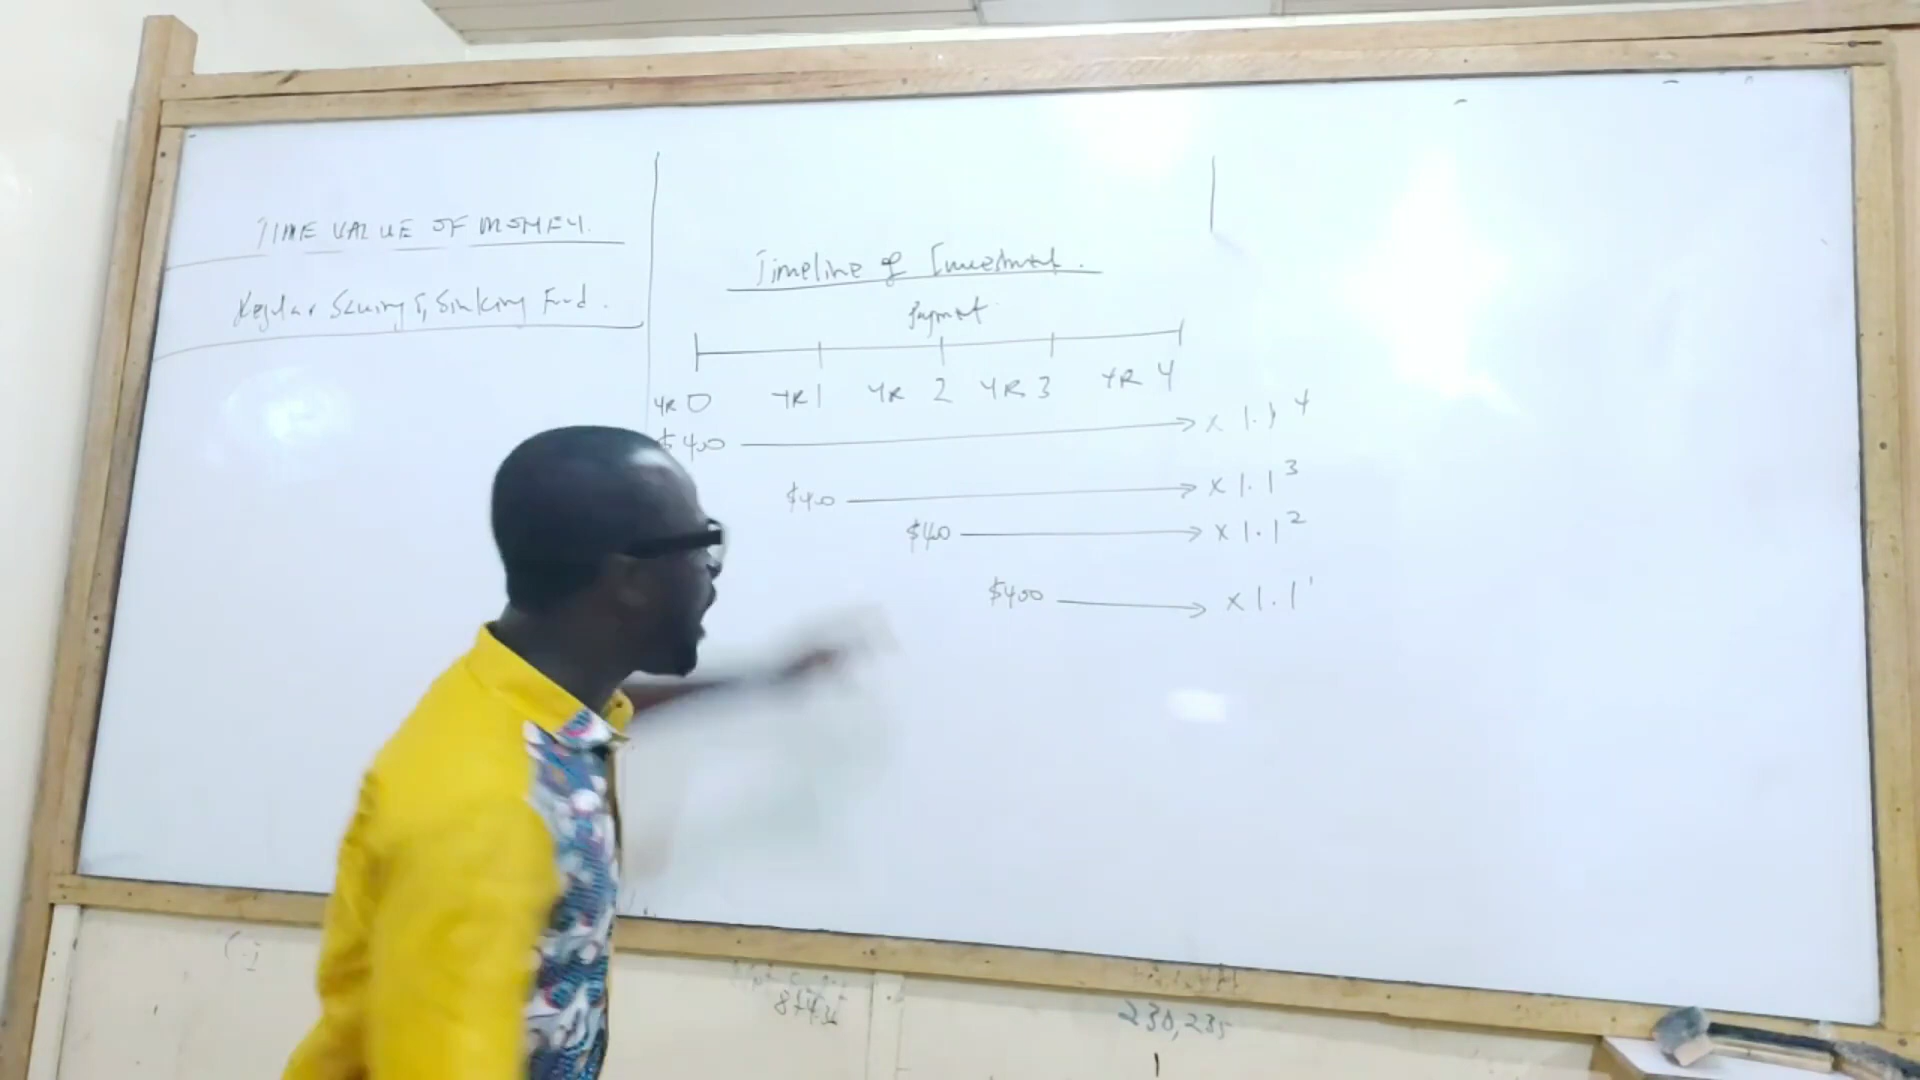 TIME VALUE OF MONEY.
Regular Saving & Sinking Fund.
Timeline of Investment.
Payment
YR 0 YR 1 YR 2 YR 3 YR 4
$400 x 1.1 4
$400 x 1.1 3
$400 x 1.1 2
$400 x 1.1 1
230,235